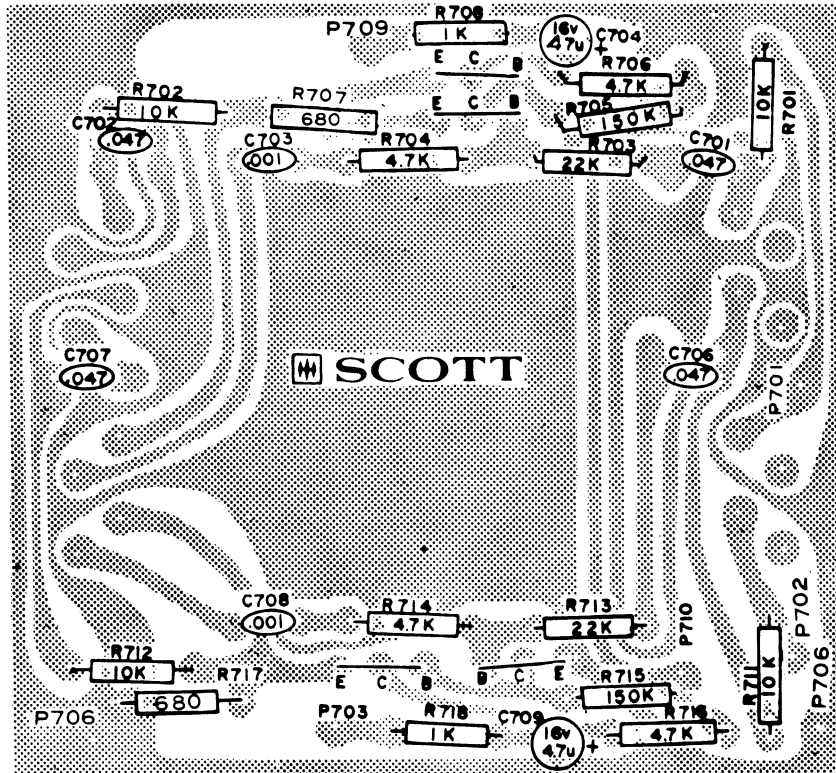 R708
P709
1K
16v
4.7u
+
C704
E C B
R706
4.7K
R702
10K
R707
680
E C B
R705
150K
10K
R701
C702
.047
C703
.001
R704
4.7K
R703
22K
C701
.047
C707
.047
SCOTT
C706
.047
P701
C708
.001
R714
4.7K
R713
22K
P710
P702
R712
10K
R717
E C B
B C E
R715
150K
R711
10K
P706
680
P706
P703
R718
1K
C709
16v
4.7u
+
R716
4.7K